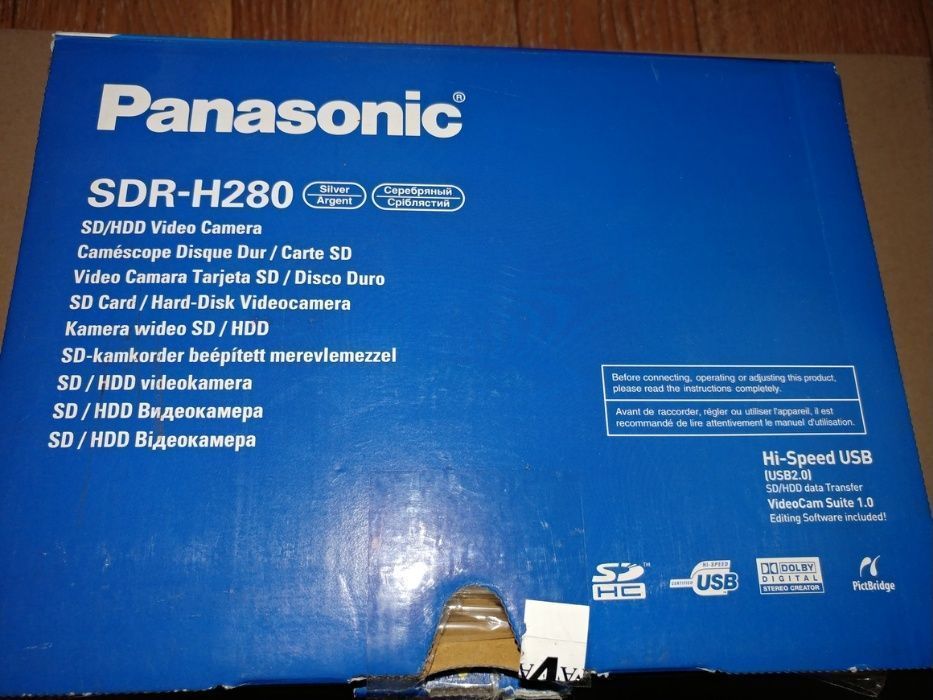 Panasonic®
SDR-H280
Silver
Argent
Серебряный
Сріблястий
SD/HDD Video Camera
Caméscope Disque Dur / Carte SD
Video Camara Tarjeta SD / Disco Duro
SD Card / Hard-Disk Videocamera
Kamera wideo SD / HDD
SD-kamkorder beépített merevlemezzel
SD / HDD videokamera
SD / HDD Видеокамера
SD / HDD Відеокамера
Before connecting, operating or adjusting this product,
please read the instructions completely.
Avant de raccorder, régler ou utiliser l'appareil, il est
recommandé de lire attentivement le manuel d'utilisation.
Hi-Speed USB
(USB2.0)
SD/HDD data Transfer
VideoCam Suite 1.0
Editing Software included!
SD™
HC
HI-SPEED
CERTIFIED USB
DOLBY
DIGITAL
STEREO CREATOR
PictBridge